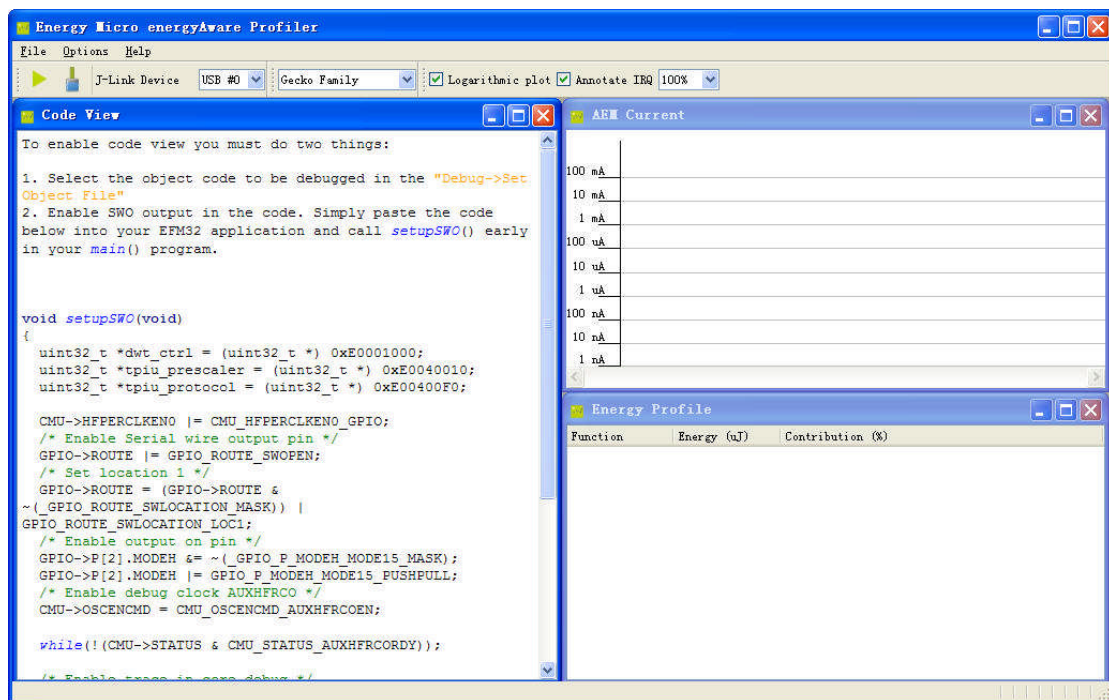 Energy Micro energyAware Profiler
File Options Help
J-Link Device USB #0 Gecko Family Logarithmic plot Annotate IRQ 100%
Code View
To enable code view you must do two things:
1. Select the object code to be debugged in the "Debug->Set
Object File"
2. Enable SWO output in the code. Simply paste the code
below into your EFM32 application and call setupSWO() early
in your main() program.
void setupSWO(void)
{
uint32_t *dwt_ctrl = (uint32_t *) 0xE0001000;
uint32_t *tpiu_prescaler = (uint32_t *) 0xE0040010;
uint32_t *tpiu_protocol = (uint32_t *) 0xE00400F0;
CMU->HFPERCLKEN0 |= CMU_HFPERCLKEN0_GPIO;
/* Enable Serial wire output pin */
GPIO->ROUTE |= GPIO_ROUTE_SWOPEN;
/* Set location 1 */
GPIO->ROUTE = (GPIO->ROUTE &
~(_GPIO_ROUTE_SWLOCATION_MASK)) |
GPIO_ROUTE_SWLOCATION_LOC1;
/* Enable output on pin */
GPIO->P[2].MODEH &= ~(_GPIO_P_MODEH_MODE15_MASK);
GPIO->P[2].MODEH |= GPIO_P_MODEH_MODE15_PUSHPULL;
/* Enable debug clock AUXHFRCO */
CMU->OSCENCMD = CMU_OSCENCMD_AUXHFRCOEN;
while(!(CMU->STATUS & CMU_STATUS_AUXHFRCORDY));
/* Enable trace in core debug */
AEM Current
100 mA
10 mA
1 mA
100 uA
10 uA
1 uA
100 nA
10 nA
1 nA
Energy Profile
Function Energy (uJ) Contribution (%)